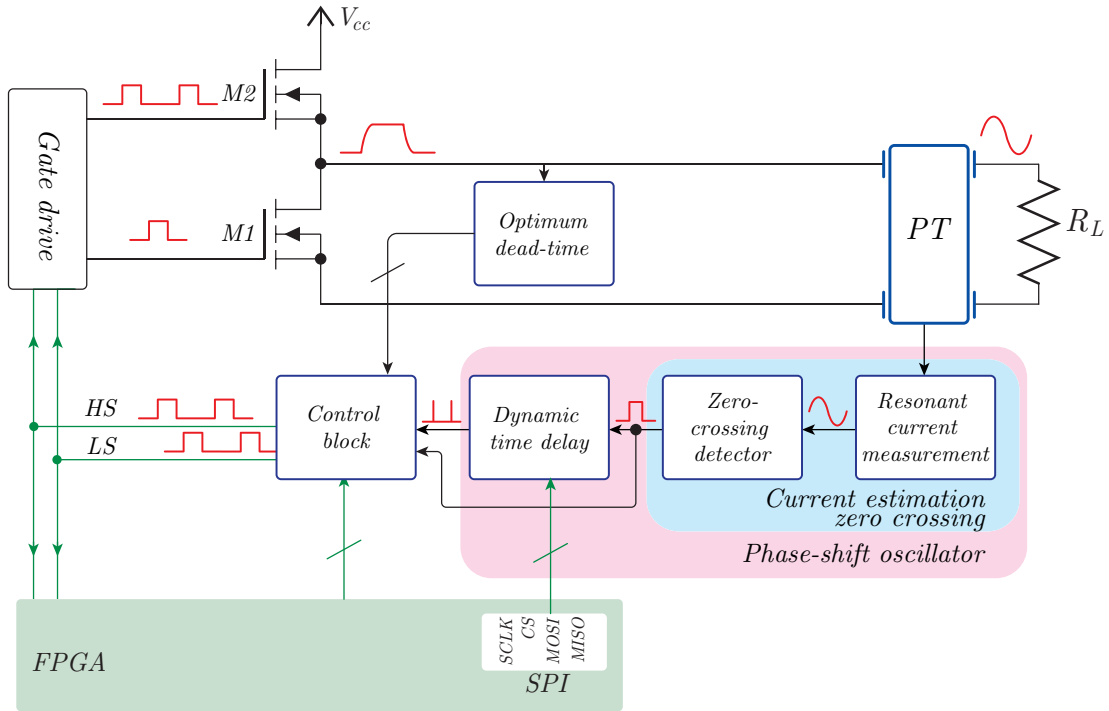 V_cc
M2
Gate drive
M1
Optimum
dead-time
PT
R_L
HS
LS
Control
block
Dynamic
time delay
Zero-
crossing
detector
Resonant
current
measurement
Current estimation
zero crossing
Phase-shift oscillator
FPGA
SCLK
CS
MOSI
MISO
SPI